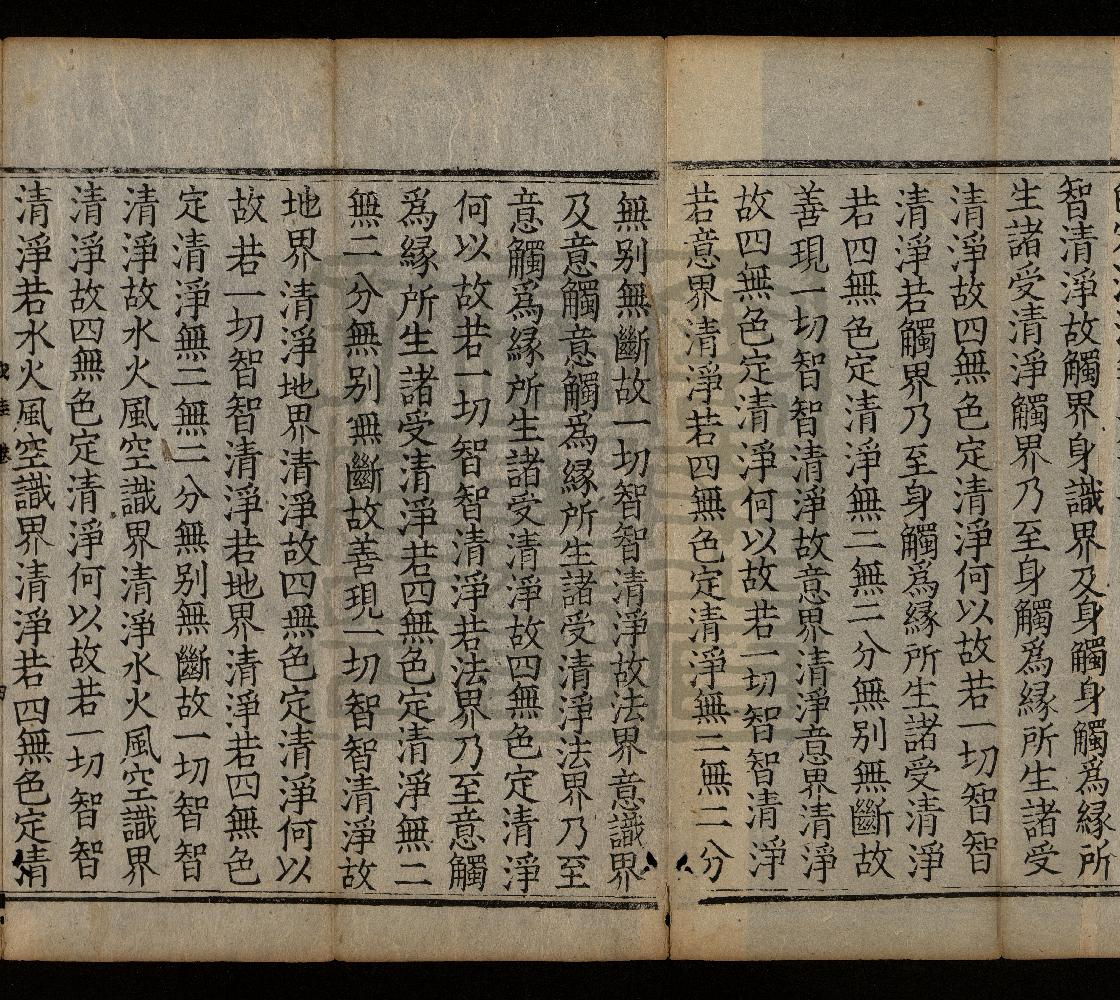 智清淨故觸界身識界及身觸身觸爲緣所
生諸受清淨觸界乃至身觸爲緣所生諸受
清淨故四無色定清淨何以故若一切智智
清淨若觸界乃至身觸爲緣所生諸受清淨
若四無色定清淨無二無二分無別無斷故
善現一切智智清淨故意界清淨意界清淨
故四無色定清淨何以故若一切智智清淨
若意界清淨若四無色定清淨無二無二分
無別無斷故一切智智清淨故法界意識界
及意觸意觸爲緣所生諸受清淨法界乃至
意觸爲緣所生諸受清淨故四無色定清淨
何以故若一切智智清淨若法界乃至意觸
爲緣所生諸受清淨若四無色定清淨無二
無二分無別無斷故善現一切智智清淨故
地界清淨地界清淨故四無色定清淨何以
故若一切智智清淨若地界清淨若四無色
定清淨無二無二分無別無斷故一切智智
清淨故水火風空識界清淨水火風空識界
清淨故四無色定清淨何以故若一切智智
清淨若水火風空識界清淨若四無色定清